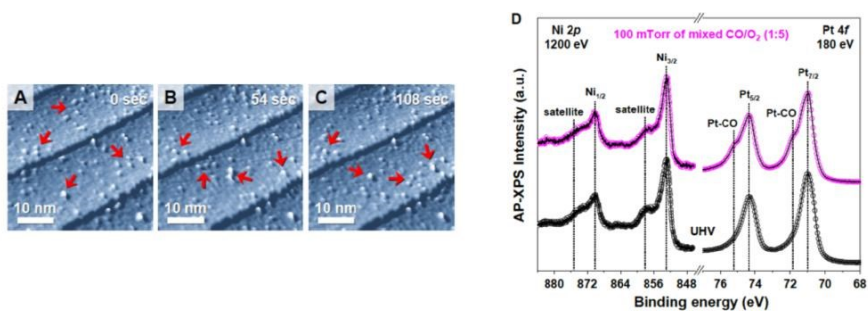 A
0 sec
10 nm
B
54 sec
10 nm
C
108 sec
10 nm
D
Ni 2p
1200 eV
100 mTorr of mixed CO/O₂ (1:5)
Pt 4f
180 eV
Ni₃/₂
Ni₁/₂
satellite
satellite
Pt₇/₂
Pt₅/₂
Pt-CO
Pt-CO
UHV
AP-XPS Intensity (a.u.)
880 872 864 856 848 76 74 72 70 68
Binding energy (eV)